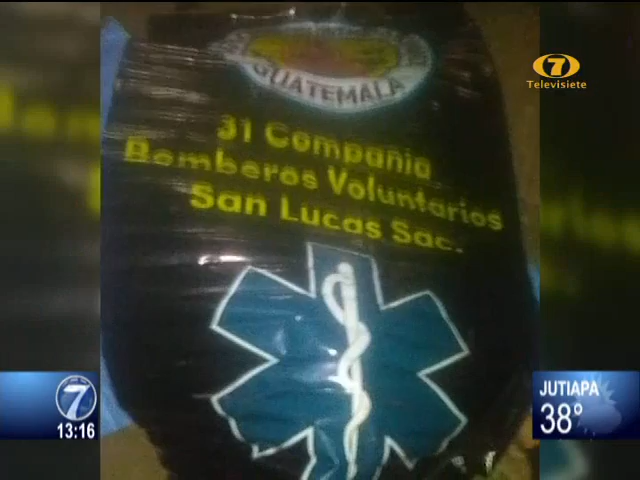 GUATEMALA
31 Compañia
Bomberos Voluntarios
San Lucas Sac.
7
Televisiete
7
13:16
JUTIAPA
38°